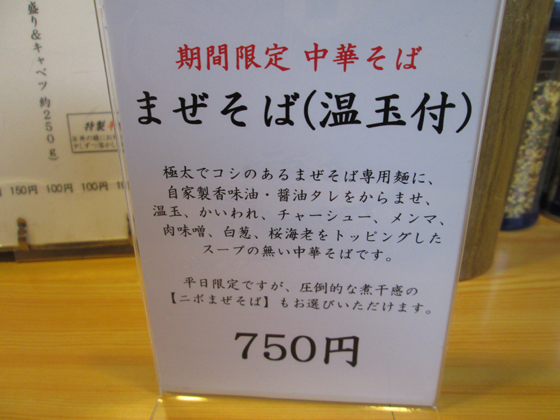 期間限定 中華そば
まぜそば(温玉付)
極太でコシのあるまぜそば専用麺に、
自家製香味油・醤油タレをからませ、
温玉、かいわれ、チャーシュー、メンマ、
肉味噌、白葱、桜海老をトッピングした
スープの無い中華そばです。
平日限定ですが、圧倒的な煮干感の
【ニボまぜそば】もお選びいただけます。
750円
盛り&キャベツ 約250g)
特製
150円 100円 100円